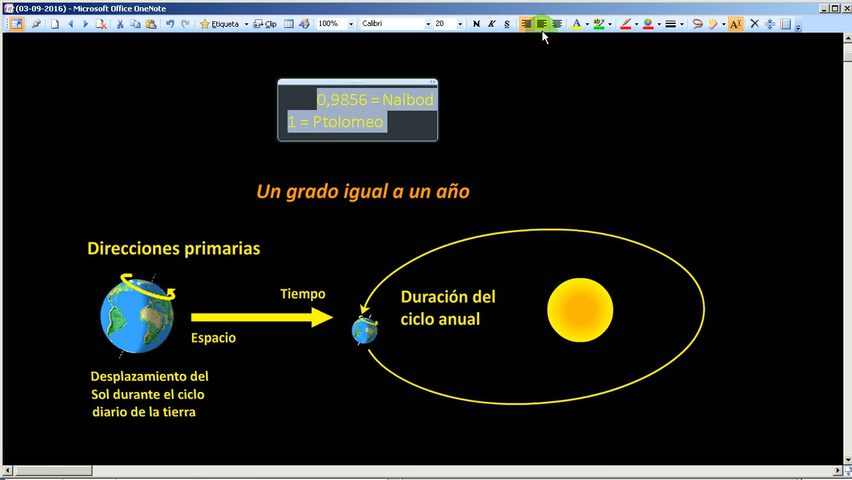 (03-09-2016) - Microsoft Office OneNote
Etiqueta
Clip
100%
Calibri
20
N K S
0,9856 = Naibod
1 = Ptolomeo
Un grado igual a un año
Direcciones primarias
Tiempo
Espacio
Duración del
ciclo anual
Desplazamiento del
Sol durante el ciclo
diario de la tierra